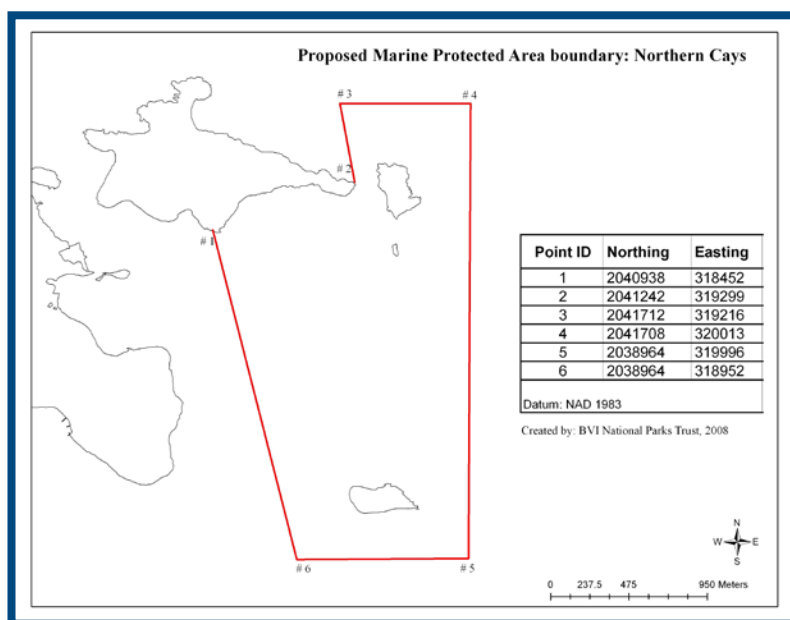 Proposed Marine Protected Area boundary: Northern Cays
# 3
# 4
# 2
# 1
Point ID Northing Easting
1 2040938 318452
2 2041242 319299
3 2041712 319216
4 2041708 320013
5 2038964 319996
6 2038964 318952
Datum: NAD 1983
Created by: BVI National Parks Trust, 2008
N
W E
S
# 6
# 5
0 237.5 475 950 Meters